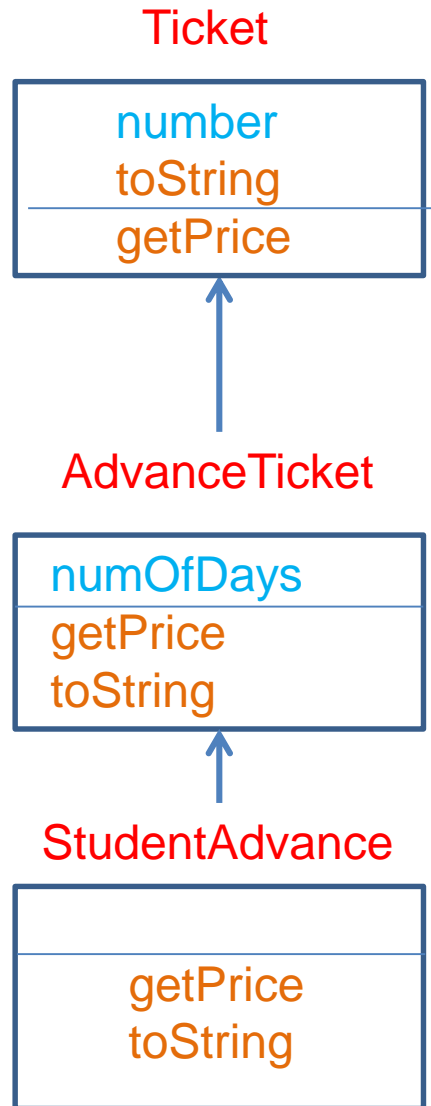 Ticket
number
toString
getPrice
AdvanceTicket
numOfDays
getPrice
toString
StudentAdvance
getPrice
toString